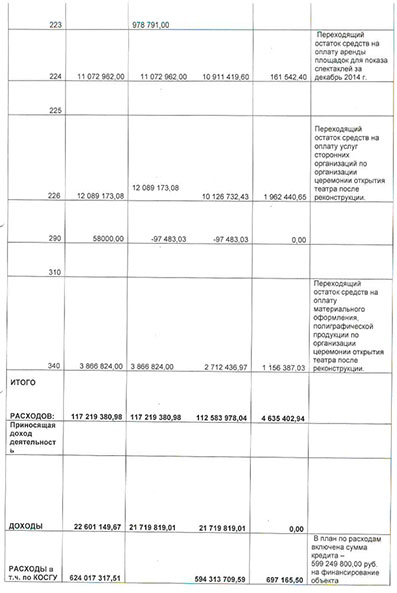 223 978 791,00
Переходящий
остаток средств на
оплату аренды
площадок для показа
спектаклей за
декабрь 2014 г.
224 11 072 962,00 11 072 962,00 10 911 419,60 161 542,40
225
Переходящий
остаток средств на
оплату услуг
сторонних
организаций по
организации
церемонии открытия
театра после
реконструкции.
226 12 089 173,08 12 089 173,08 10 126 732,43 1 962 440,65
290 58000,00 -97 483,03 -97 483,03 0,00
310
Переходящий
остаток средств на
оплату
материального
оформления,
полиграфической
продукции по
организации
церемонии открытия
театра после
реконструкции.
340 3 866 824,00 3 866 824,00 2 712 436,97 1 156 387,03
ИТОГО
РАСХОДОВ: 117 219 380,98 117 219 380,98 112 583 978,04 4 635 402,94
Приносящая
доход
деятельност
ь
ДОХОДЫ 22 601 149,67 21 719 819,01 21 719 819,01 0,00
В план по расходам
включена сумма
кредита –
599 249 800,00 руб.
на финансирование
объекта
РАСХОДЫ в
т.ч. по КОСГУ 624 017 317,51 594 313 709,59 697 165,50